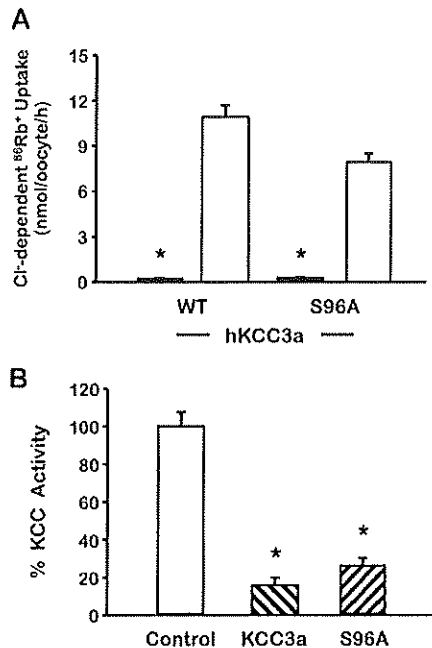 A
Cl⁻-dependent ⁸⁶Rb⁺ Uptake
(nmol/oocyte/h)
15
12
9
6
3
0
*
*
WT
S96A
hKCC3a
B
% KCC Activity
120
100
80
60
40
20
0
*
*
Control
KCC3a
S96A